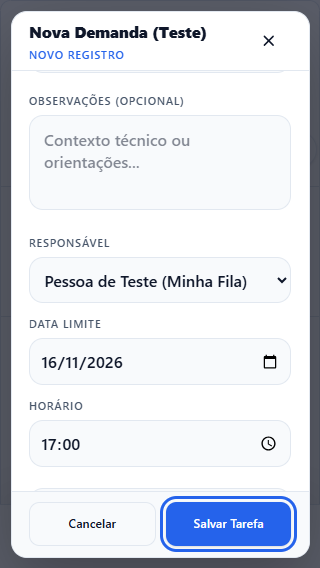 Nova Demanda (Teste)
NOVO REGISTRO
OBSERVAÇÕES (OPCIONAL)
Contexto técnico ou
orientações...
RESPONSÁVEL
Pessoa de Teste (Minha Fila)
DATA LIMITE
16/11/2026
HORÁRIO
17:00
Cancelar
Salvar Tarefa